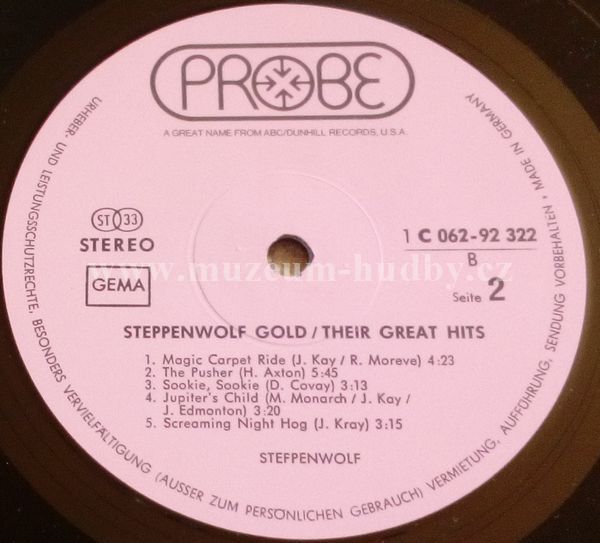 PROBE
A GREAT NAME FROM ABC/DUNHILL RECORDS, U.S.A.
ST 33
STEREO
GEMA
1 C 062-92 322
B
Seite 2
www.muzeum-hudby.cz
STEPPENWOLF GOLD / THEIR GREAT HITS
1. Magic Carpet Ride (J. Kay / R. Moreve) 4:23
2. The Pusher (H. Axton) 5:45
3. Sookie, Sookie (D. Covay) 3:13
4. Jupiter's Child (M. Monarch / J. Kay /
J. Edmonton) 3:20
5. Screaming Night Hog (J. Kray) 3:15
STEFPENWOLF
URHEBER- UND LEISTUNGSSCHUTZRECHTE, BESONDERS VERVIELFÄLTIGUNG (AUSSER ZUM PERSÖNLICHEN GEBRAUCH) VERMIETUNG, AUFFÜHRUNG, SENDUNG VORBEHALTEN • MADE IN GERMANY